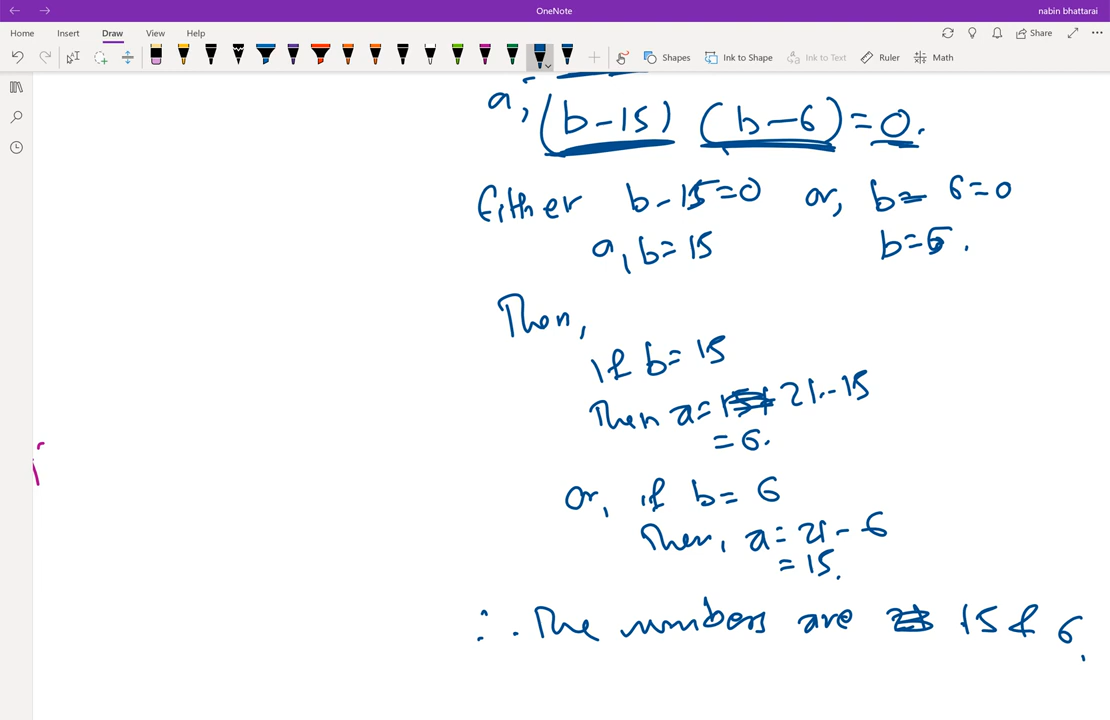 OneNote
nabin bhattarai
Home Insert Draw View Help
Share
Shapes Ink to Shape Ink to Text Ruler Math
a, (b-15) (b-6)=0.
Either b-15=0 or, b- 6=0
a, b=15 b=6.
Then,
if b=15
Then a= 21-15
=6.
or, if b=6
Then, a=21-6
=15.
∴. The numbers are 15 & 6.